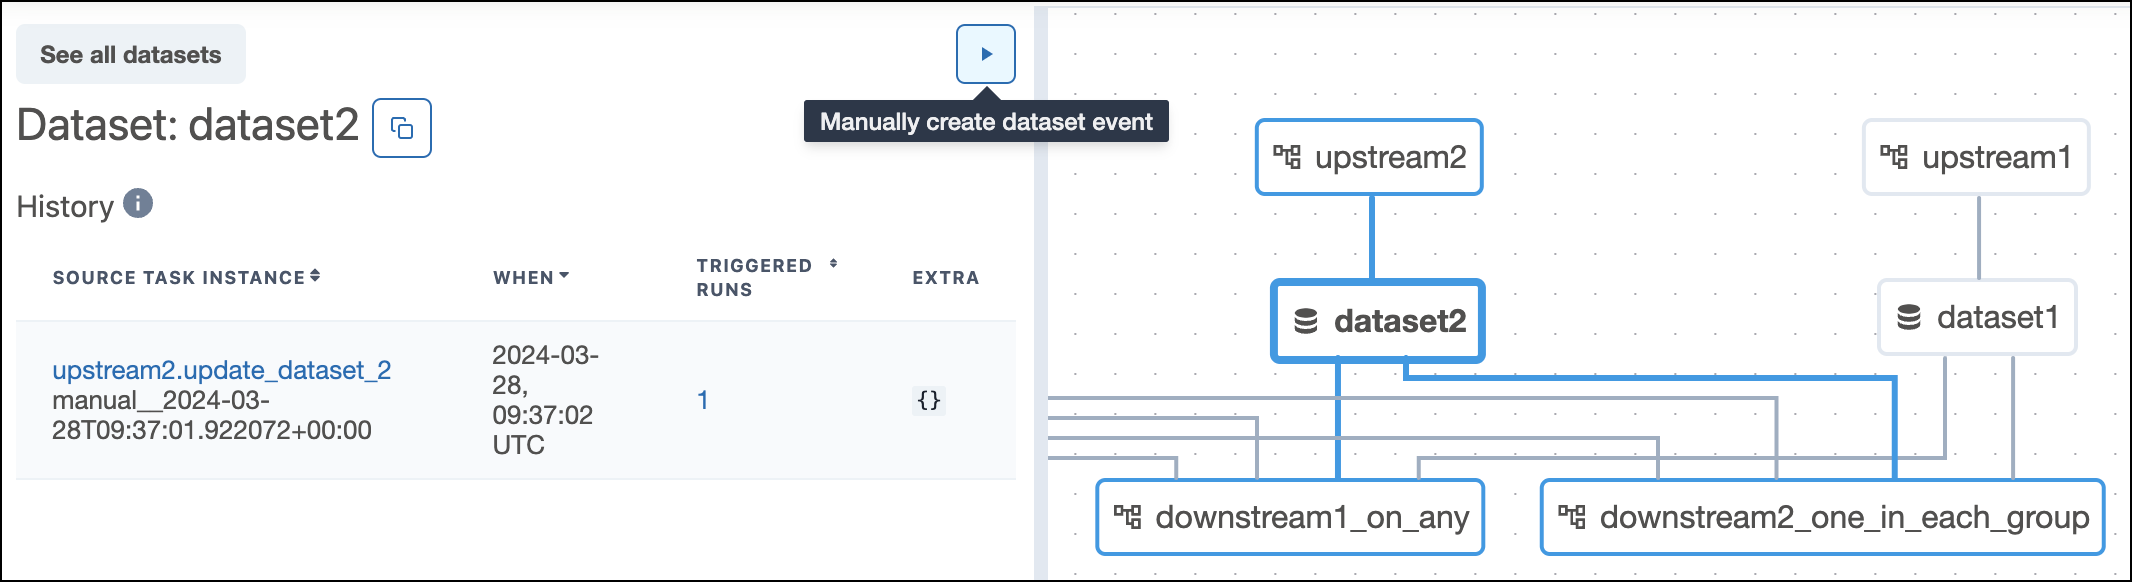 See all datasets
Manually create dataset event
Dataset: dataset2
History
SOURCE TASK INSTANCE
WHEN
TRIGGERED
RUNS
EXTRA
upstream2.update_dataset_2
manual__2024-03-
28T09:37:01.922072+00:00
2024-03-
28,
09:37:02
UTC
1
{}
upstream2
upstream1
dataset2
dataset1
downstream1_on_any
downstream2_one_in_each_group